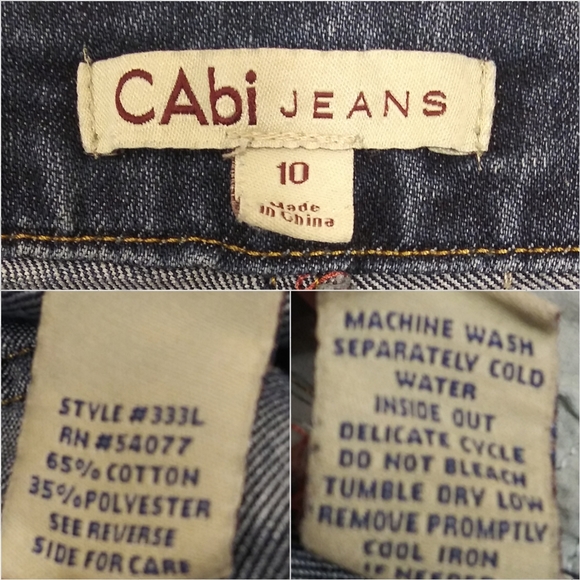 CAbi JEANS
10
Made
in China
STYLE #333L
RN #54077
65% COTTON
35% POLYESTER
SEE REVERSE
SIDE FOR CARE
MACHINE WASH
SEPARATELY COLD
WATER
INSIDE OUT
DELICATE CYCLE
DO NOT BLEACH
TUMBLE DRY LOW
REMOVE PROMPTLY
COOL IRON
IF NEEDED